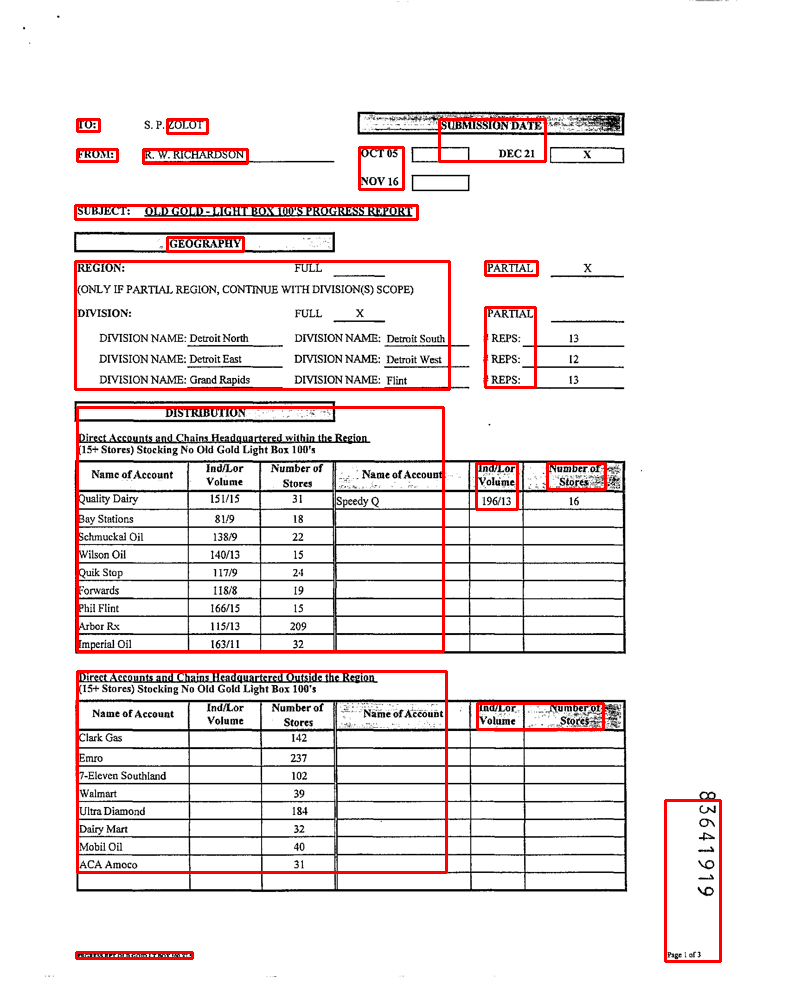 TO: S. P. ZOLOT
SUBMISSION DATE
FROM: R. W. RICHARDSON
OCT 05 DEC 21 X
NOV 16
SUBJECT: OLD GOLD - LIGHT BOX 100'S PROGRESS REPORT
GEOGRAPHY
REGION: FULL PARTIAL X
(ONLY IF PARTIAL REGION, CONTINUE WITH DIVISION(S) SCOPE)
DIVISION: FULL X PARTIAL
DIVISION NAME: Detroit North DIVISION NAME: Detroit South # REPS: 13
DIVISION NAME: Detroit East DIVISION NAME: Detroit West # REPS: 12
DIVISION NAME: Grand Rapids DIVISION NAME: Flint # REPS: 13
DISTRIBUTION
Direct Accounts and Chains Headquartered within the Region
(15+ Stores) Stocking No Old Gold Light Box 100's
Name of Account Ind/Lor Volume Number of Stores Name of Account Ind/Lor Volume Number of Stores
Quality Dairy 151/15 31 Speedy Q 196/13 16
Bay Stations 81/9 18
Schmuckal Oil 138/9 22
Wilson Oil 140/13 15
Quik Stop 117/9 24
Forwards 118/8 19
Phil Flint 166/15 15
Arbor Rx 115/13 209
Imperial Oil 163/11 32
Direct Accounts and Chains Headquartered Outside the Region
(15+ Stores) Stocking No Old Gold Light Box 100's
Name of Account Ind/Lor Volume Number of Stores Name of Account Ind/Lor Volume Number of Stores
Clark Gas 142
Emro 237
7-Eleven Southland 102
Walmart 39
Ultra Diamond 184
Dairy Mart 32
Mobil Oil 40
ACA Amoco 31
83641919
Page 1 of 3